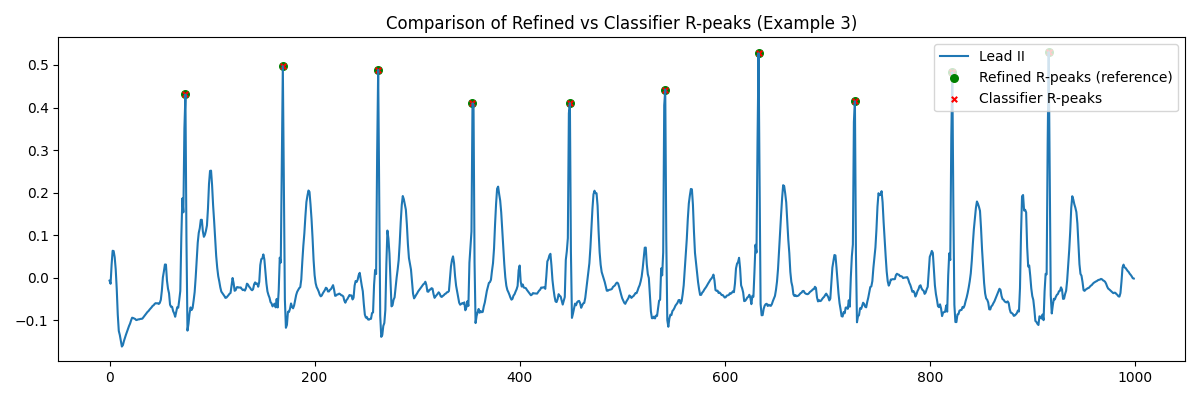 Comparison of Refined vs Classifier R-peaks (Example 3)
Lead II
Refined R-peaks (reference)
Classifier R-peaks
0.5
0.4
0.3
0.2
0.1
0.0
−0.1
0 200 400 600 800 1000